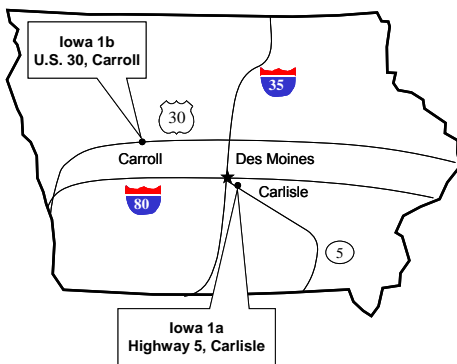 Iowa 1b
U.S. 30, Carroll
35
30
Carroll
Des Moines
Carlisle
80
5
Iowa 1a
Highway 5, Carlisle